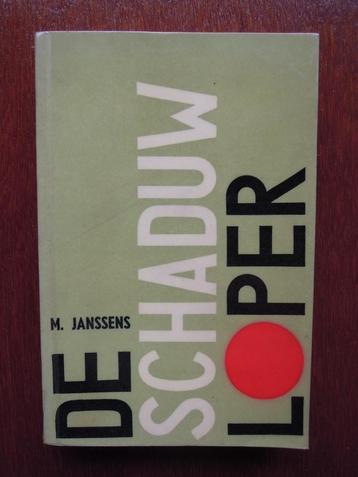 M. JANSSENS
DE
SCHADUW
LOPER